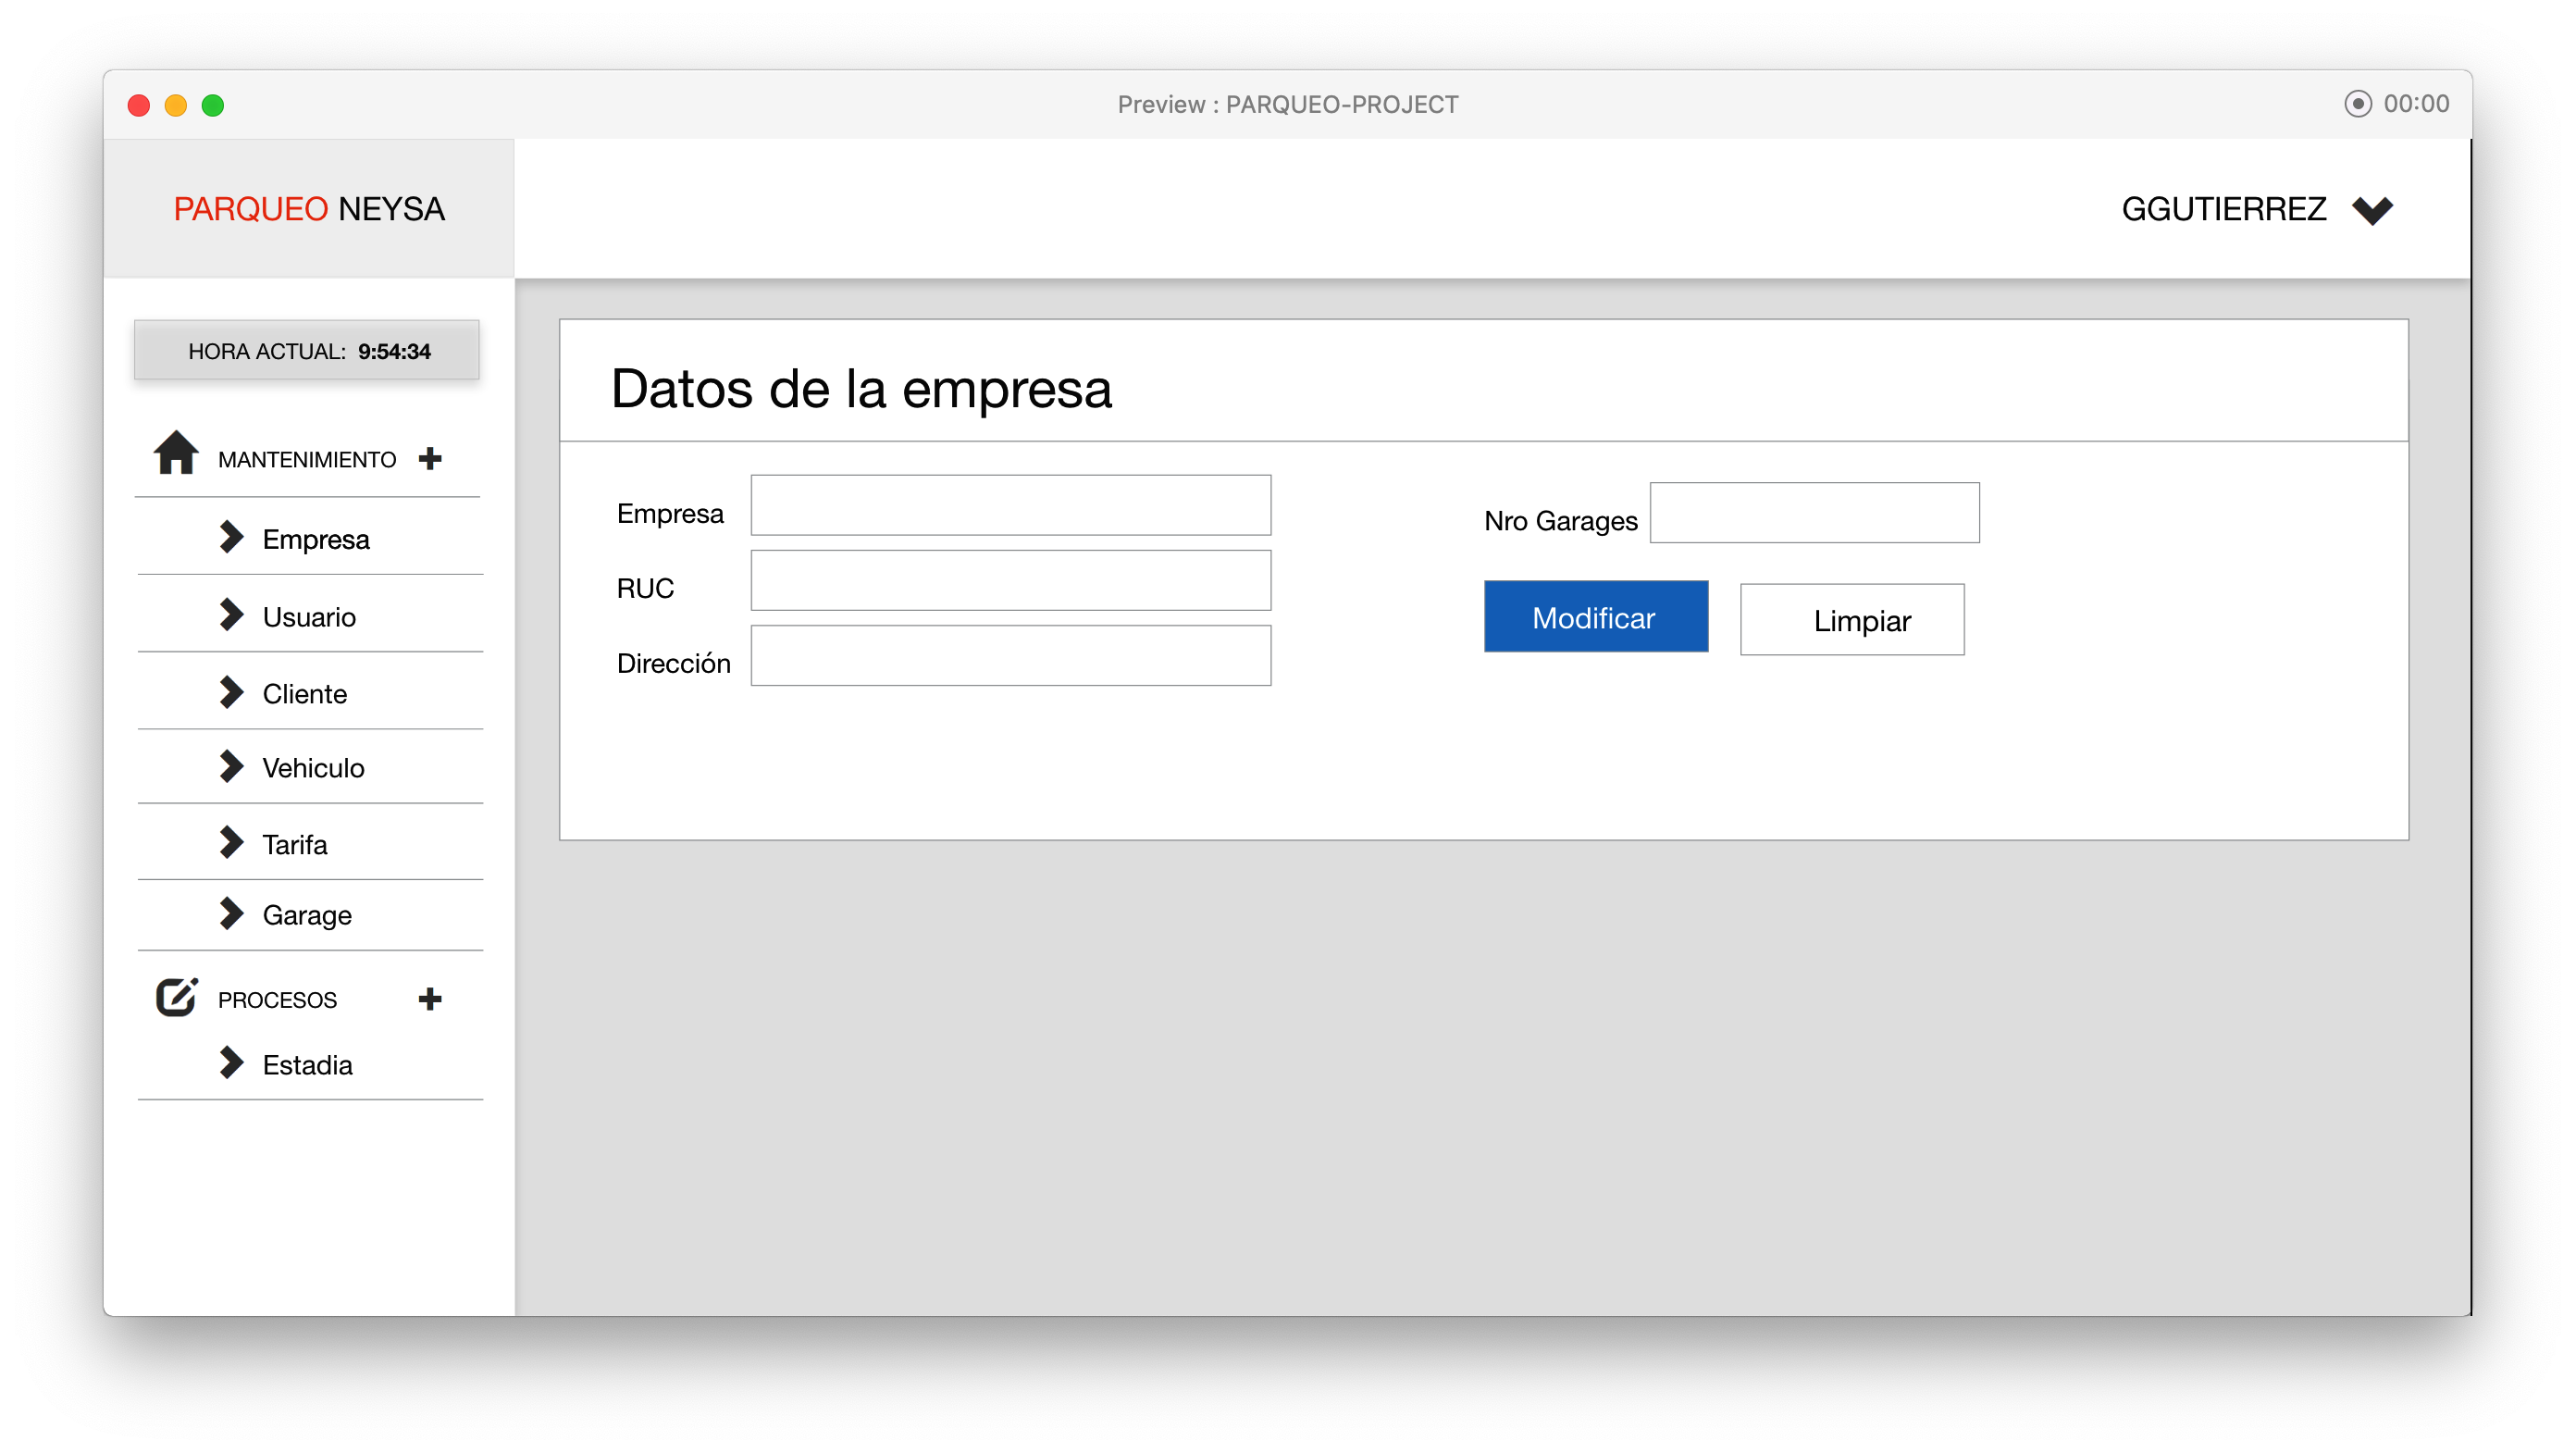 Preview : PARQUEO-PROJECT
00:00
PARQUEO NEYSA
GGUTIERREZ
HORA ACTUAL: 9:54:34
MANTENIMIENTO
Empresa
Usuario
Cliente
Vehiculo
Tarifa
Garage
PROCESOS
Estadia
Datos de la empresa
Empresa
RUC
Dirección
Nro Garages
Modificar
Limpiar